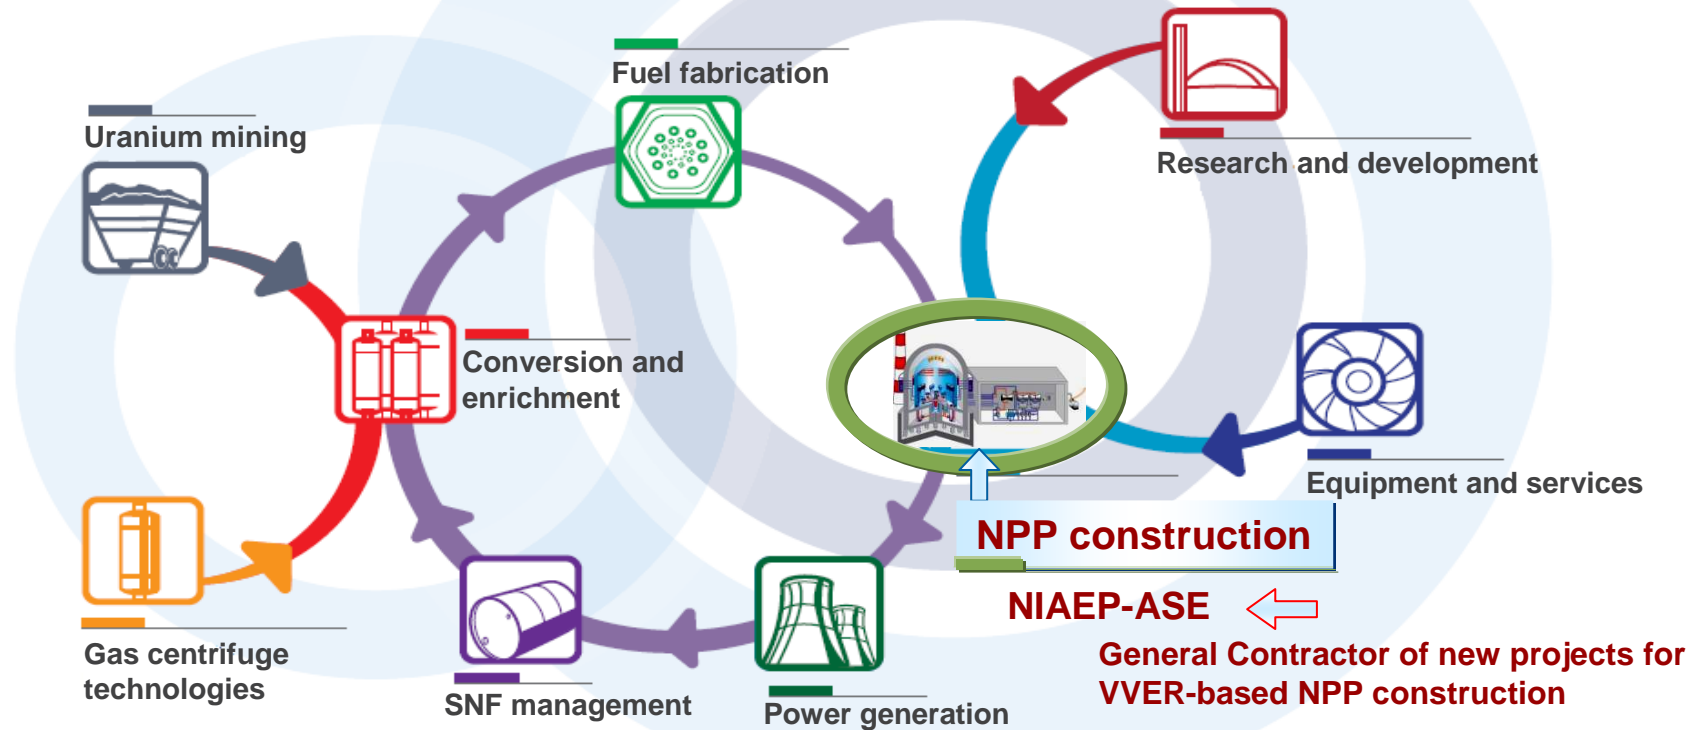 Fuel fabrication
Uranium mining
Research and development
Conversion and
enrichment
Equipment and services
NPP construction
NIAEP-ASE
General Contractor of new projects for
VVER-based NPP construction
Gas centrifuge
technologies
SNF management
Power generation